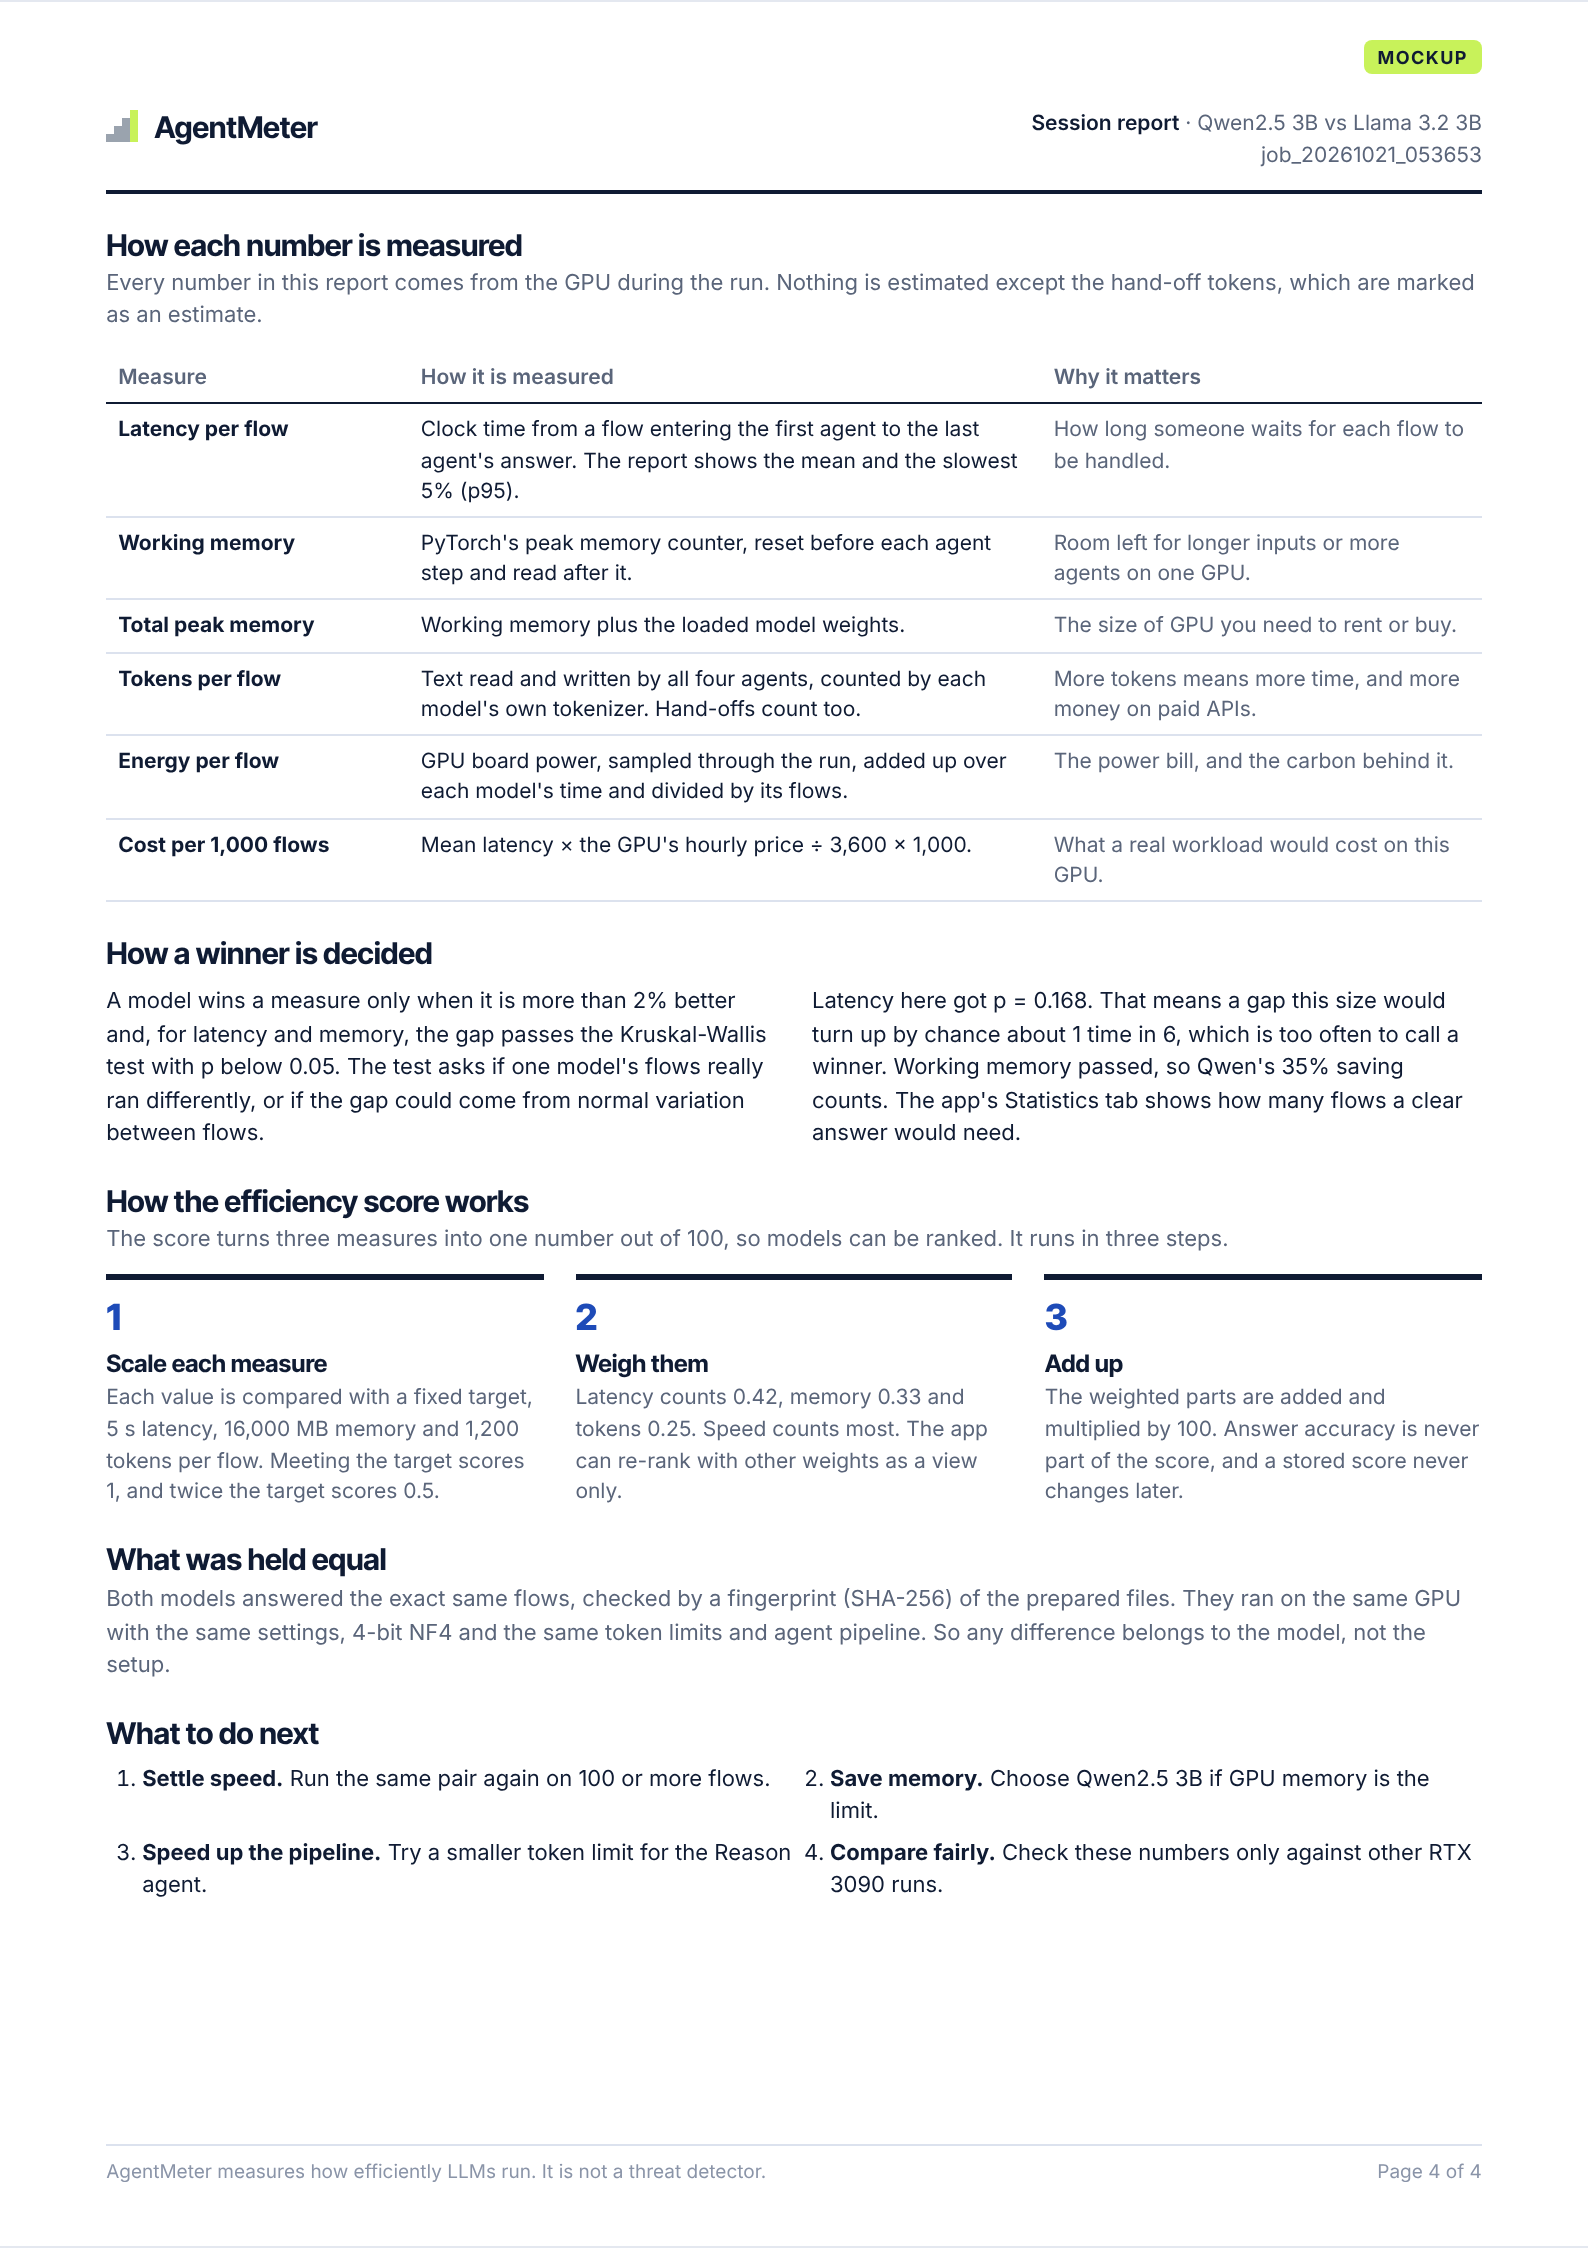 MOCKUP
AgentMeter
Session report · Qwen2.5 3B vs Llama 3.2 3B
job_20261021_053653
How each number is measured
Every number in this report comes from the GPU during the run. Nothing is estimated except the hand-off tokens, which are marked
as an estimate.
Measure How it is measured Why it matters
Latency per flow
Clock time from a flow entering the first agent to the last
agent's answer. The report shows the mean and the slowest
5% (p95).
How long someone waits for each flow to
be handled.
Working memory
PyTorch's peak memory counter, reset before each agent
step and read after it.
Room left for longer inputs or more
agents on one GPU.
Total peak memory
Working memory plus the loaded model weights.
The size of GPU you need to rent or buy.
Tokens per flow
Text read and written by all four agents, counted by each
model's own tokenizer. Hand-offs count too.
More tokens means more time, and more
money on paid APIs.
Energy per flow
GPU board power, sampled through the run, added up over
each model's time and divided by its flows.
The power bill, and the carbon behind it.
Cost per 1,000 flows
Mean latency × the GPU's hourly price ÷ 3,600 × 1,000.
What a real workload would cost on this
GPU.
How a winner is decided
A model wins a measure only when it is more than 2% better
and, for latency and memory, the gap passes the Kruskal-Wallis
test with p below 0.05. The test asks if one model's flows really
ran differently, or if the gap could come from normal variation
between flows.
Latency here got p = 0.168. That means a gap this size would
turn up by chance about 1 time in 6, which is too often to call a
winner. Working memory passed, so Qwen's 35% saving
counts. The app's Statistics tab shows how many flows a clear
answer would need.
How the efficiency score works
The score turns three measures into one number out of 100, so models can be ranked. It runs in three steps.
1
Scale each measure
Each value is compared with a fixed target,
5 s latency, 16,000 MB memory and 1,200
tokens per flow. Meeting the target scores
1, and twice the target scores 0.5.
2
Weigh them
Latency counts 0.42, memory 0.33 and
tokens 0.25. Speed counts most. The app
can re-rank with other weights as a view
only.
3
Add up
The weighted parts are added and
multiplied by 100. Answer accuracy is never
part of the score, and a stored score never
changes later.
What was held equal
Both models answered the exact same flows, checked by a fingerprint (SHA-256) of the prepared files. They ran on the same GPU
with the same settings, 4-bit NF4 and the same token limits and agent pipeline. So any difference belongs to the model, not the
setup.
What to do next
1. Settle speed. Run the same pair again on 100 or more flows.
2. Save memory. Choose Qwen2.5 3B if GPU memory is the
limit.
3. Speed up the pipeline. Try a smaller token limit for the Reason
agent.
4. Compare fairly. Check these numbers only against other RTX
3090 runs.
AgentMeter measures how efficiently LLMs run. It is not a threat detector.
Page 4 of 4